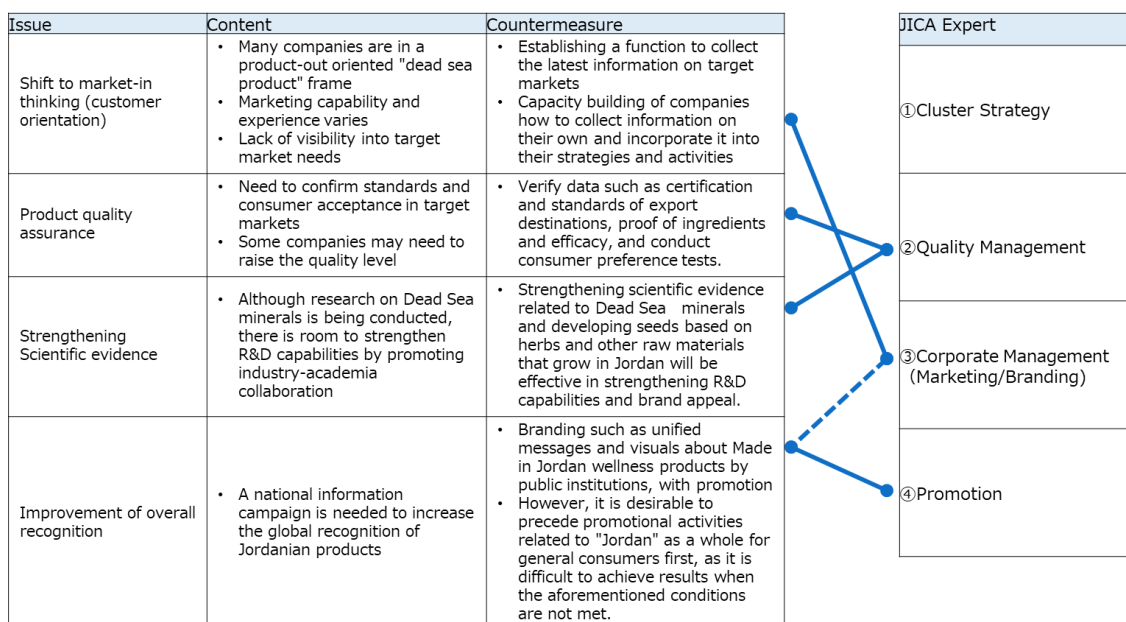 Issue
Content
Countermeasure
Shift to market-in
thinking (customer
orientation)
• Many companies are in a
product-out oriented "dead sea
product" frame
• Marketing capability and
experience varies
• Lack of visibility into target
market needs
• Establishing a function to collect
the latest information on target
markets
• Capacity building of companies
how to collect information on
their own and incorporate it into
their strategies and activities
Product quality
assurance
• Need to confirm standards and
consumer acceptance in target
markets
• Some companies may need to
raise the quality level
• Verify data such as certification
and standards of export
destinations, proof of ingredients
and efficacy, and conduct
consumer preference tests.
Strengthening
Scientific evidence
• Although research on Dead Sea
minerals is being conducted,
there is room to strengthen
R&D capabilities by promoting
industry-academia
collaboration
• Strengthening scientific evidence
related to Dead Sea minerals
and developing seeds based on
herbs and other raw materials
that grow in Jordan will be
effective in strengthening R&D
capabilities and brand appeal.
Improvement of overall
recognition
• A national information
campaign is needed to increase
the global recognition of
Jordanian products
• Branding such as unified
messages and visuals about Made
in Jordan wellness products by
public institutions, with promotion
• However, it is desirable to
precede promotional activities
related to "Jordan" as a whole for
general consumers first, as it is
difficult to achieve results when
the aforementioned conditions
are not met.
JICA Expert
①Cluster Strategy
②Quality Management
③Corporate Management
(Marketing/Branding)
④Promotion